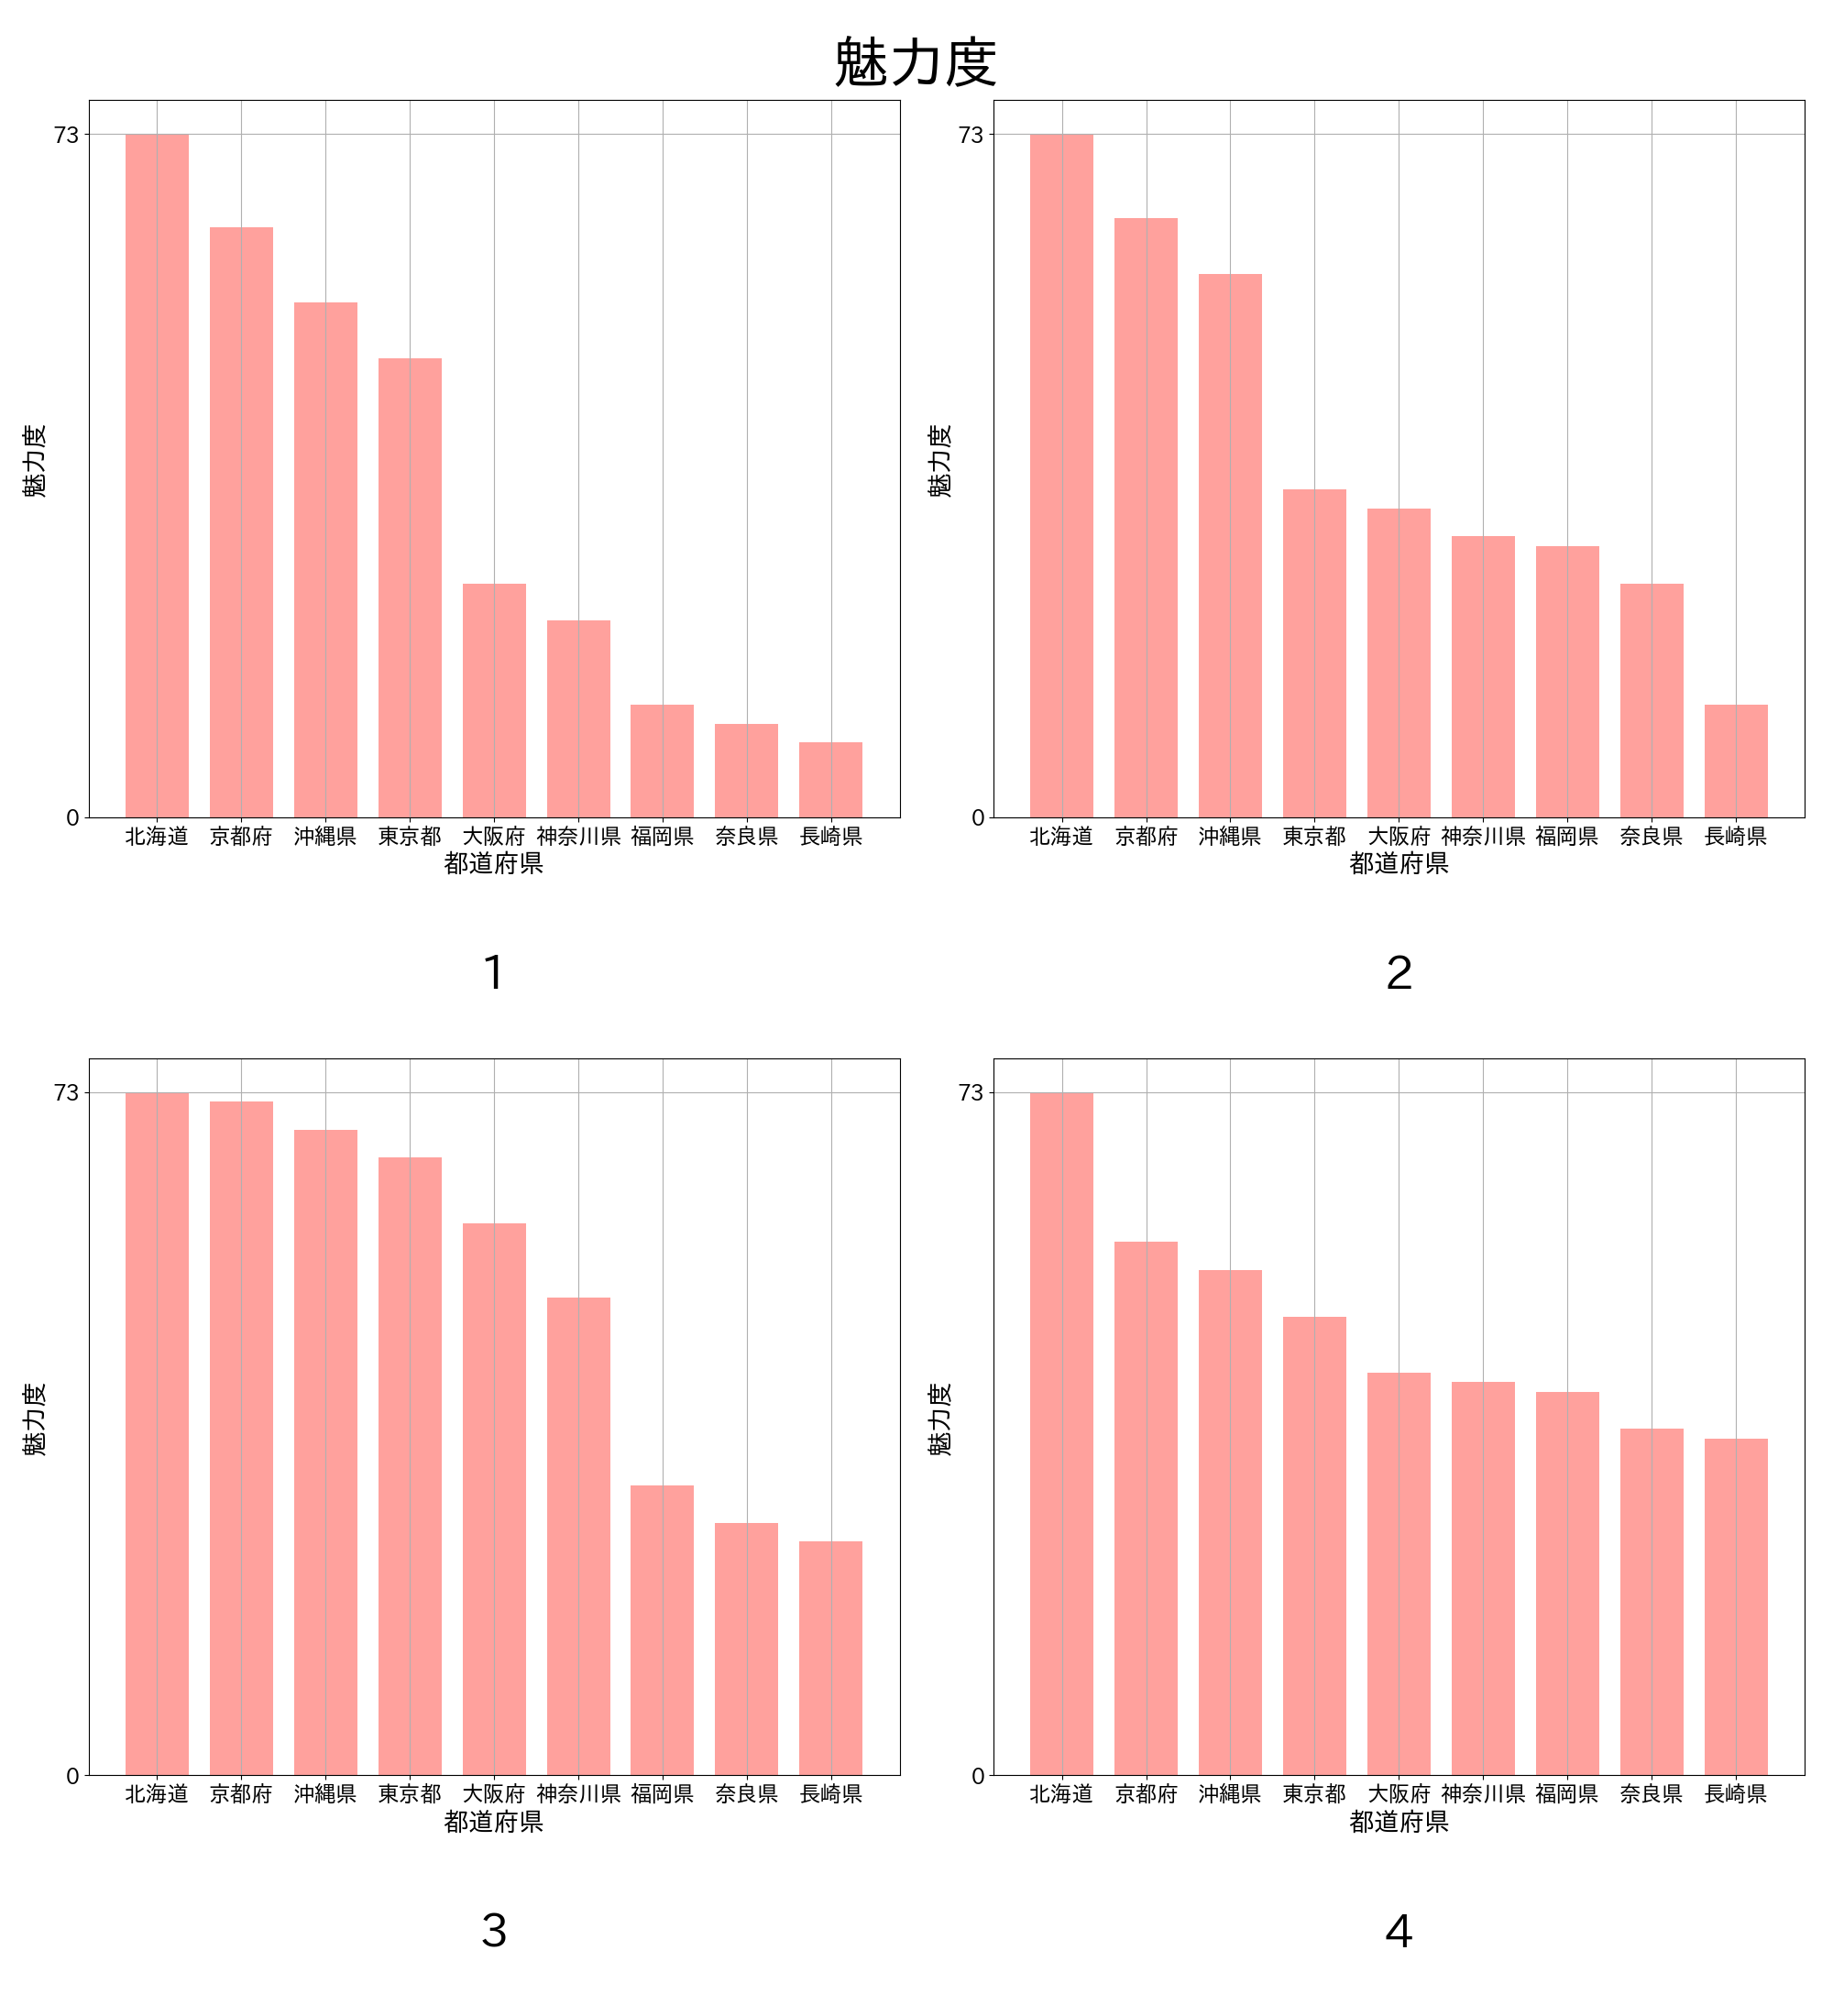 魅力度
73
0
魅力度
北海道 京都府 沖縄県 東京都 大阪府 神奈川県 福岡県 奈良県 長崎県
都道府県
1
73
0
魅力度
北海道 京都府 沖縄県 東京都 大阪府 神奈川県 福岡県 奈良県 長崎県
都道府県
2
73
0
魅力度
北海道 京都府 沖縄県 東京都 大阪府 神奈川県 福岡県 奈良県 長崎県
都道府県
3
73
0
魅力度
北海道 京都府 沖縄県 東京都 大阪府 神奈川県 福岡県 奈良県 長崎県
都道府県
4